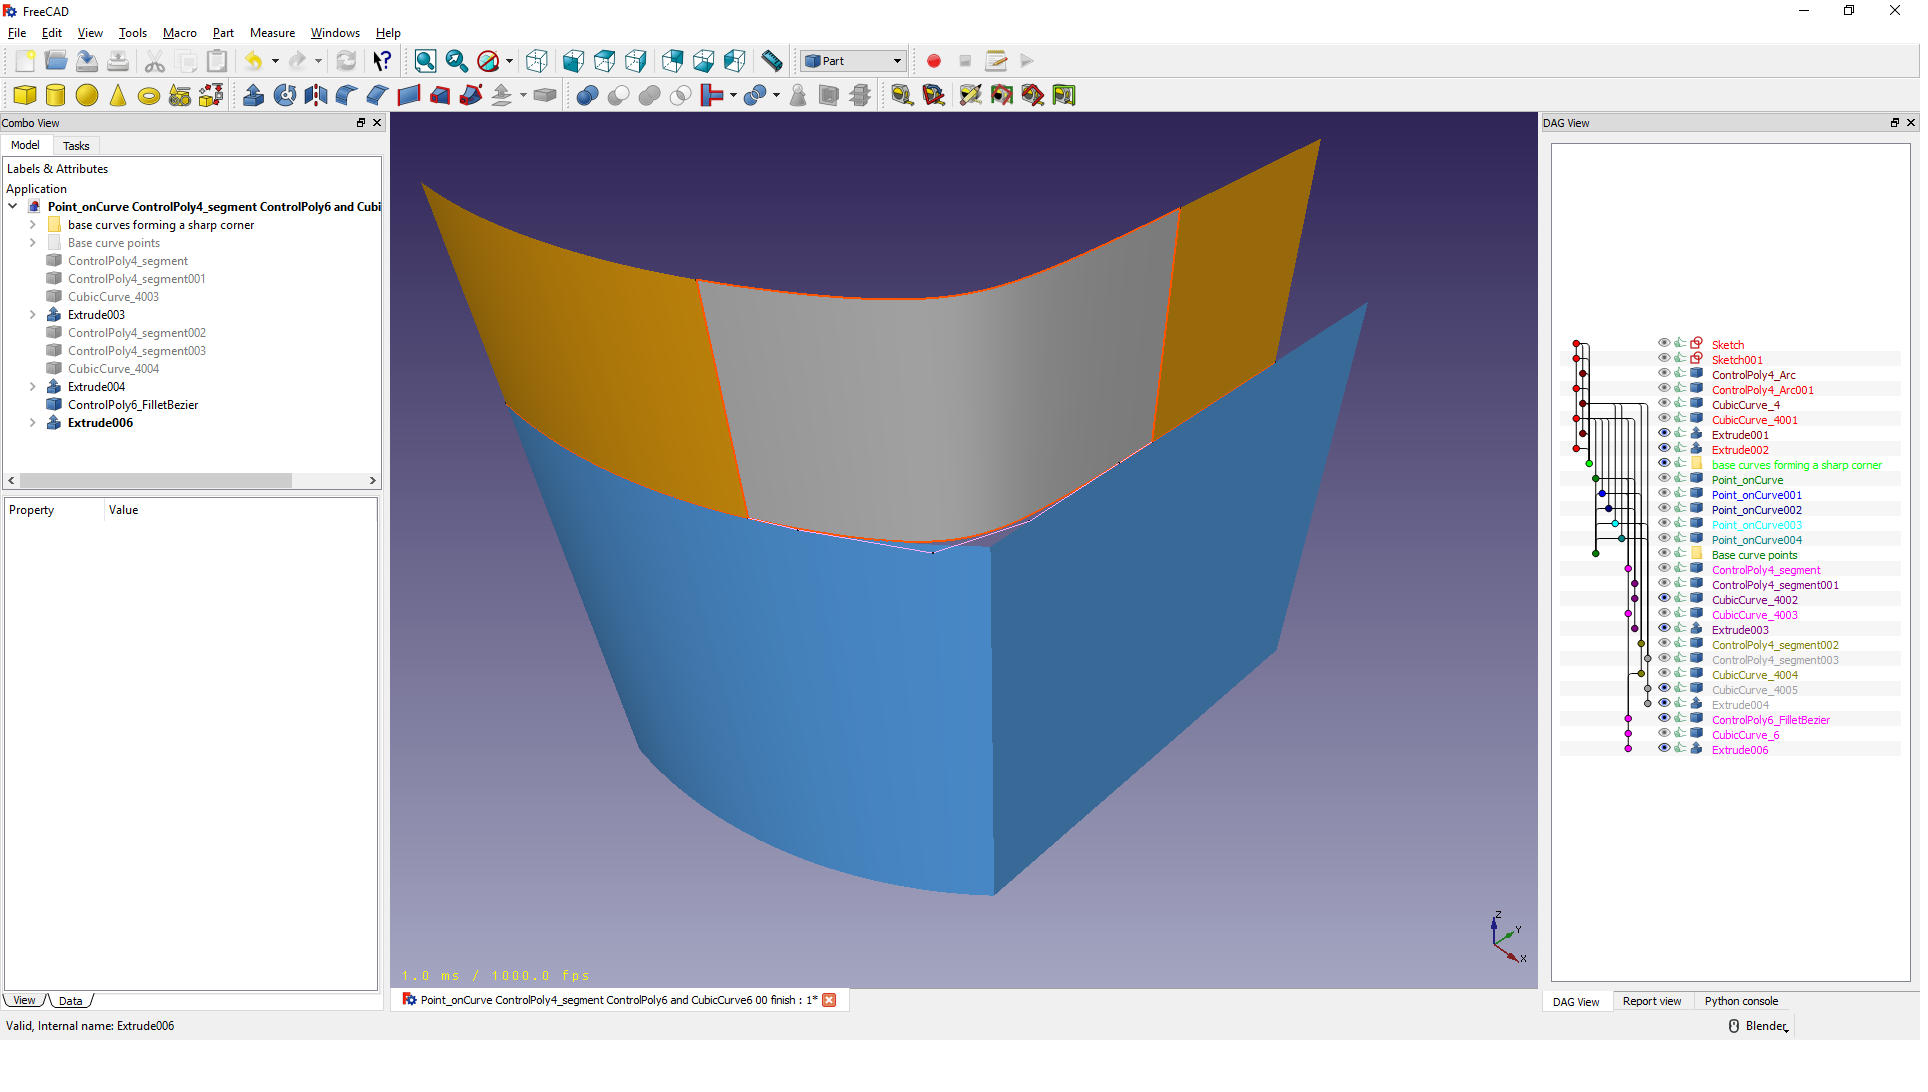 FreeCAD
File Edit View Tools Macro Part Measure Windows Help
Part
Combo View
Model Tasks
Labels & Attributes
Application
Point_onCurve ControlPoly4_segment ControlPoly6 and Cubi
base curves forming a sharp corner
Base curve points
ControlPoly4_segment
ControlPoly4_segment001
CubicCurve_4003
Extrude003
ControlPoly4_segment002
ControlPoly4_segment003
CubicCurve_4004
Extrude004
ControlPoly6_FilletBezier
Extrude006
Property Value
View Data
Valid, Internal name: Extrude006
1.0 ms / 1000.0 fps
Z
Y
X
Point_onCurve ControlPoly4_segment ControlPoly6 and CubicCurve6 00 finish : 1*
DAG View
Sketch
Sketch001
ControlPoly4_Arc
ControlPoly4_Arc001
CubicCurve_4
CubicCurve_4001
Extrude001
Extrude002
base curves forming a sharp corner
Point_onCurve
Point_onCurve001
Point_onCurve002
Point_onCurve003
Point_onCurve004
Base curve points
ControlPoly4_segment
ControlPoly4_segment001
CubicCurve_4002
CubicCurve_4003
Extrude003
ControlPoly4_segment002
ControlPoly4_segment003
CubicCurve_4004
CubicCurve_4005
Extrude004
ControlPoly6_FilletBezier
CubicCurve_6
Extrude006
DAG View Report view Python console
Blender